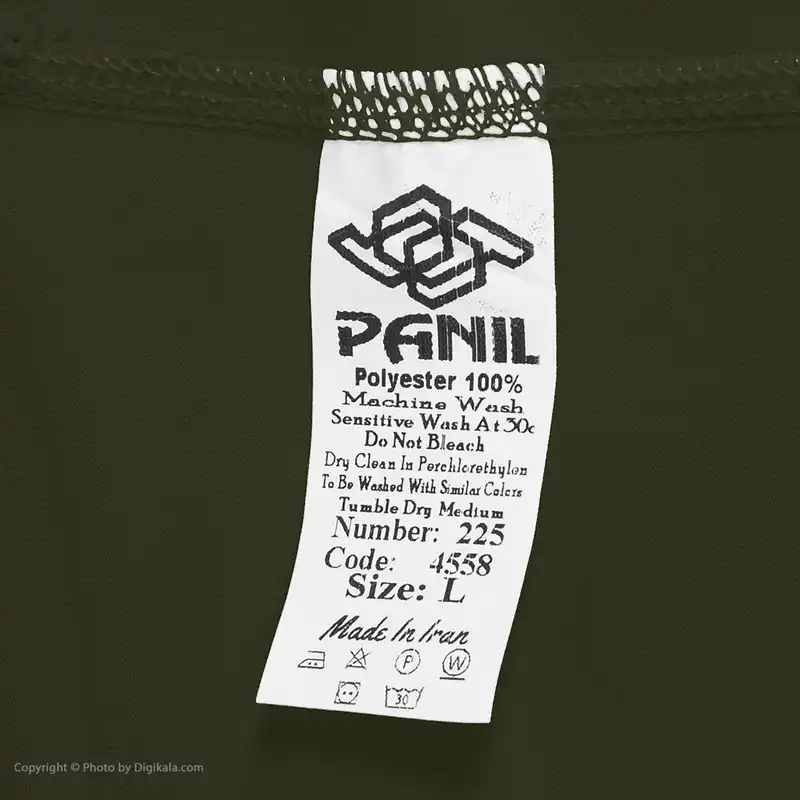 PANIL
Polyester 100%
Machine Wash
Sensitive Wash At 30c
Do Not Bleach
Dry Clean In Perchlorethylen
To Be Washed With Similar Colors
Tumble Dry Medium
Number: 225
Code: 4558
Size: L
Made In Iran
P W
30
Copyright © Photo by Digikala.com